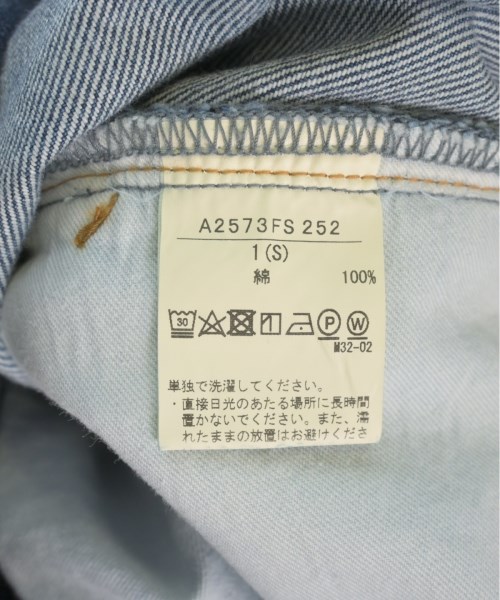 A2573FS 252
1(S)
綿 100%
30 P W
M32-02
単独で洗濯してください。
・直接日光のあたる場所に長時間
置かないでください。また、濡
れたままの放置はお避けくださ